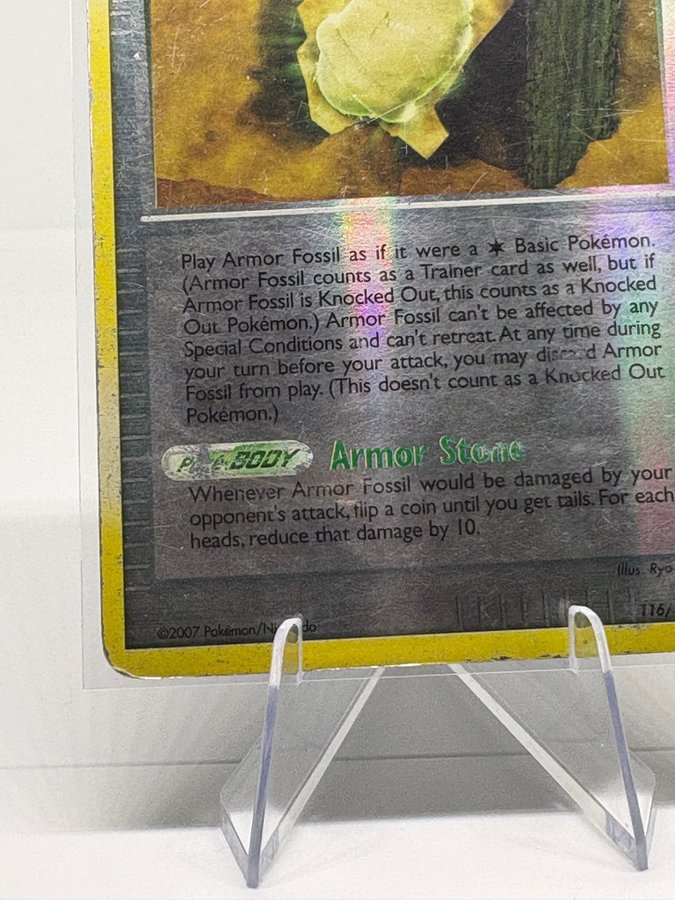 Play Armor Fossil as if it were a ✶ Basic Pokémon.
(Armor Fossil counts as a Trainer card as well, but if
Armor Fossil is Knocked Out, this counts as a Knocked
Out Pokémon.) Armor Fossil can't be affected by any
Special Conditions and can't retreat. At any time during
your turn before your attack, you may discard Armor
Fossil from play. (This doesn't count as a Knocked Out
Pokémon.)
POKé-BODY Armor Stone
Whenever Armor Fossil would be damaged by your
opponent's attack, flip a coin until you get tails. For each
heads, reduce that damage by 10.
Illus. Ryo
©2007 Pokémon/Nintendo
116/